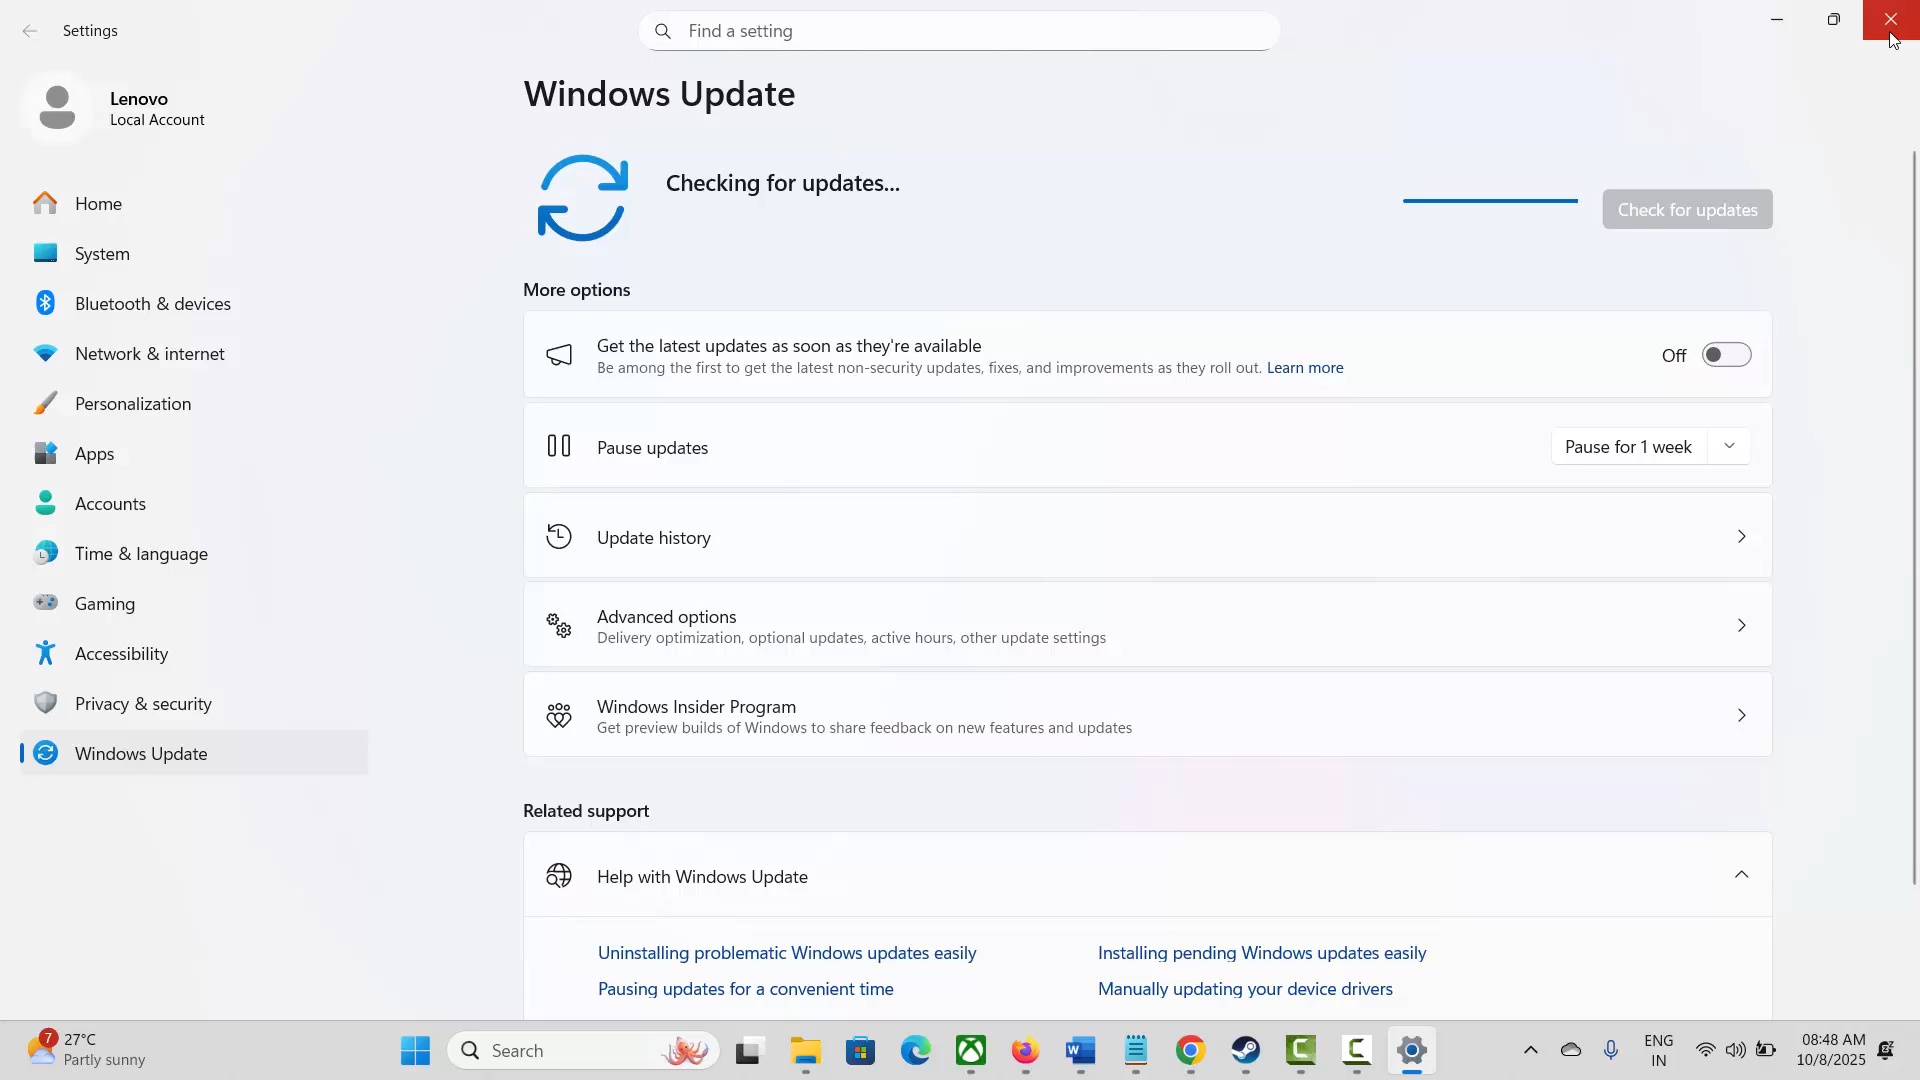 Settings
Find a setting
Lenovo
Local Account
Home
System
Bluetooth & devices
Network & internet
Personalization
Apps
Accounts
Time & language
Gaming
Accessibility
Privacy & security
Windows Update
Windows Update
Checking for updates...
Check for updates
More options
Get the latest updates as soon as they're available
Be among the first to get the latest non-security updates, fixes, and improvements as they roll out. Learn more
Off
Pause updates
Pause for 1 week
Update history
Advanced options
Delivery optimization, optional updates, active hours, other update settings
Windows Insider Program
Get preview builds of Windows to share feedback on new features and updates
Related support
Help with Windows Update
Uninstalling problematic Windows updates easily
Installing pending Windows updates easily
Pausing updates for a convenient time
Manually updating your device drivers
7
27°C
Partly sunny
Search
ENG
IN
08:48 AM
10/8/2025